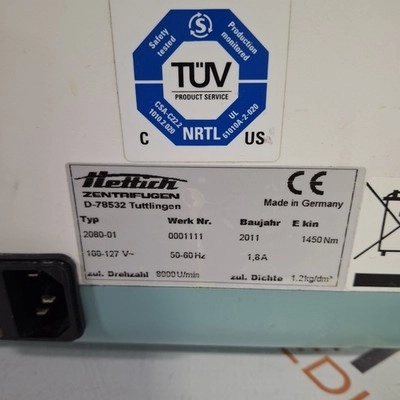 Safety tested
Production monitored
S
TÜV
PRODUCT SERVICE
CSA-C22.2
1010.2.020
UL
61010A-2-020
NRTL
C US
Hettich
ZENTRIFUGEN
D-78532 Tuttlingen
CE
Made in Germany
Typ Werk Nr. Baujahr E kin
2080-01 0001111 2011 1450 Nm
100-127 V~ 50-60 Hz 1,8A
zul. Drehzahl 6000U/min zul. Dichte 1.2kg/dm³
EDI